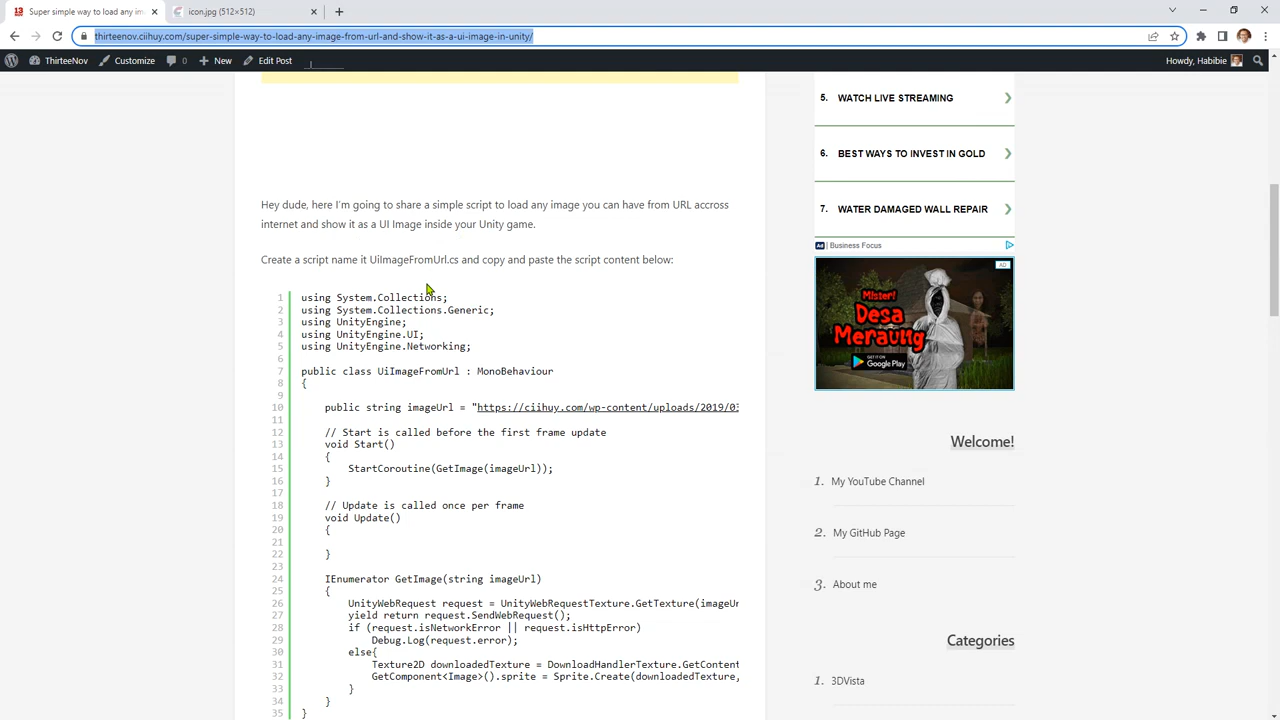 Super simple way to load any im
icon.jpg (512×512)
thirteenov.ciihuy.com/super-simple-way-to-load-any-image-from-url-and-show-it-as-a-ui-image-in-unity/
ThirteeNov
Customize
0
New
Edit Post
Howdy, Habibie
Hey dude, here I'm going to share a simple script to load any image you can have from URL accross
internet and show it as a UI Image inside your Unity game.
Create a script name it UiImageFromUrl.cs and copy and paste the script content below:
1 using System.Collections;
2 using System.Collections.Generic;
3 using UnityEngine;
4 using UnityEngine.UI;
5 using UnityEngine.Networking;
6
7 public class UiImageFromUrl : MonoBehaviour
8 {
9
10 public string imageUrl = "https://ciihuy.com/wp-content/uploads/2019/03
11
12 // Start is called before the first frame update
13 void Start()
14 {
15 StartCoroutine(GetImage(imageUrl));
16 }
17
18 // Update is called once per frame
19 void Update()
20 {
21
22 }
23
24 IEnumerator GetImage(string imageUrl)
25 {
26 UnityWebRequest request = UnityWebRequestTexture.GetTexture(imageUr
27 yield return request.SendWebRequest();
28 if (request.isNetworkError || request.isHttpError)
29 Debug.Log(request.error);
30 else{
31 Texture2D downloadedTexture = DownloadHandlerTexture.GetContent
32 GetComponent<Image>().sprite = Sprite.Create(downloadedTexture,
33 }
34 }
35 }
5. WATCH LIVE STREAMING
6. BEST WAYS TO INVEST IN GOLD
7. WATER DAMAGED WALL REPAIR
Ad | Business Focus
AD
Mister!
Desa
Meraung
GET IT ON
Google Play
Welcome!
1. My YouTube Channel
2. My GitHub Page
3. About me
Categories
1. 3DVista